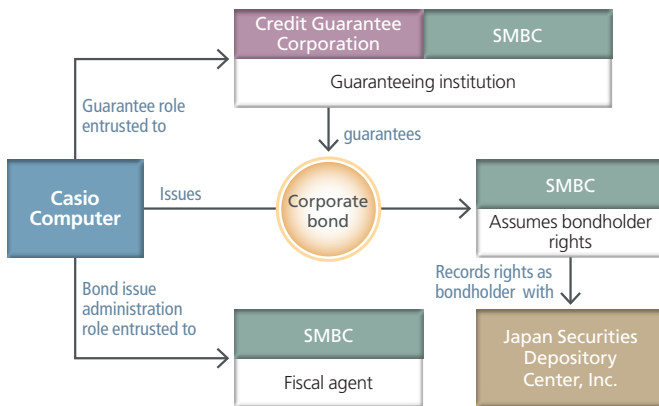 Credit Guarantee
Corporation
SMBC
Guaranteeing institution
Guarantee role
entrusted to
guarantees
Casio
Computer
Issues
Corporate
bond
SMBC
Assumes bondholder
rights
Bond issue
administration
role entrusted to
Records rights as
bondholder with
SMBC
Fiscal agent
Japan Securities
Depository
Center, Inc.